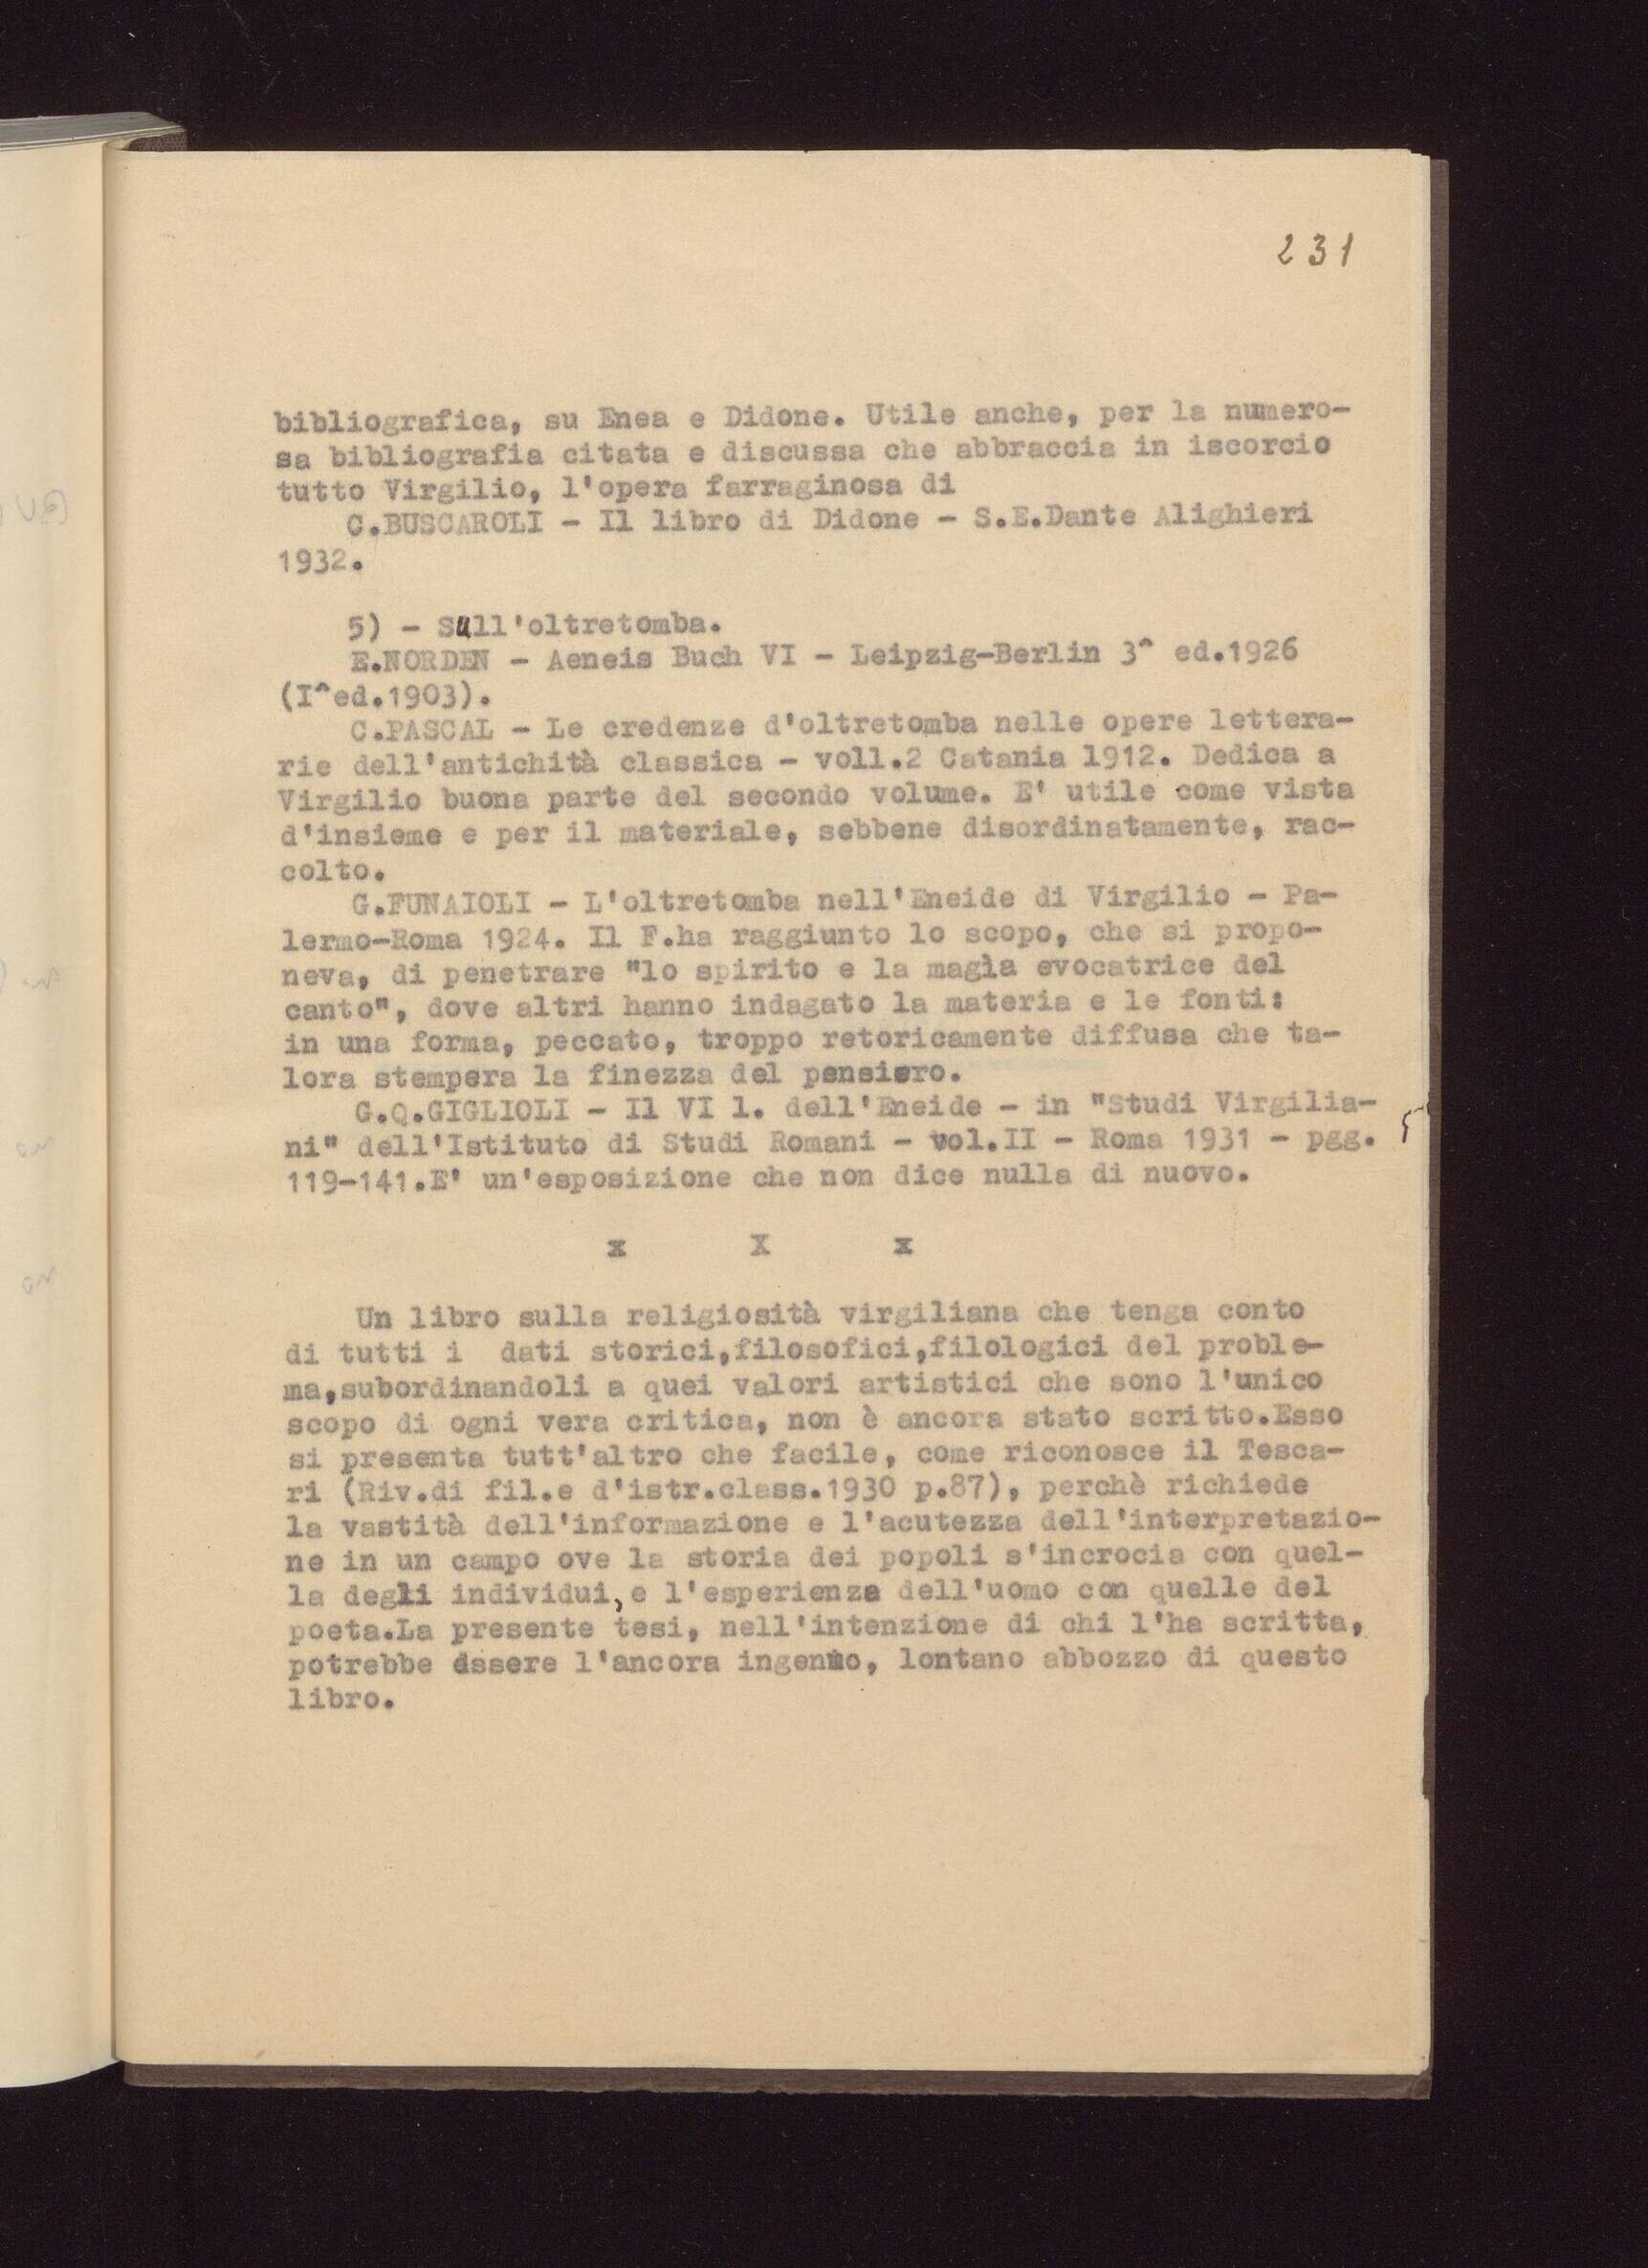 231
bibliografica, su Enea e Didone. Utile anche, per la numero-
sa bibliografia citata e discussa che abbraccia in iscorcio
tutto Virgilio, l'opera farraginosa di
C.BUSCAROLI - Il libro di Didone - S.E.Dante Alighieri
1932.
5) - Sull'oltretomba.
E.NORDEN - Aeneis Buch VI - Leipzig-Berlin 3^ ed.1926
(I^ed.1903).
C.PASCAL - Le credenze d'oltretomba nelle opere lettera-
rie dell'antichità classica - voll.2 Catania 1912. Dedica a
Virgilio buona parte del secondo volume. E' utile come vista
d'insieme e per il materiale, sebbene disordinatamente, rac-
colto.
G.FUNAIOLI - L'oltretomba nell'Eneide di Virgilio - Pa-
lermo-Roma 1924. Il F.ha raggiunto lo scopo, che si propo-
neva, di penetrare "lo spirito e la magìa evocatrice del
canto", dove altri hanno indagato la materia e le fonti:
in una forma, peccato, troppo retoricamente diffusa che ta-
lora stempera la finezza del pensiero.
G.Q.GIGLIOLI - Il VI l. dell'Eneide - in "Studi Virgilia-
ni" dell'Istituto di Studi Romani - vol.II - Roma 1931 - pgg.
119-141.E' un'esposizione che non dice nulla di nuovo.
x X x
Un libro sulla religiosità virgiliana che tenga conto
di tutti i dati storici,filosofici,filologici del proble-
ma,subordinandoli a quei valori artistici che sono l'unico
scopo di ogni vera critica, non è ancora stato scritto.Esso
si presenta tutt'altro che facile, come riconosce il Tesca-
ri (Riv.di fil.e d'istr.class.1930 p.87), perchè richiede
la vastità dell'informazione e l'acutezza dell'interpretazio-
ne in un campo ove la storia dei popoli s'incrocia con quel-
la degli individui, e l'esperienza dell'uomo con quelle del
poeta.La presente tesi, nell'intenzione di chi l'ha scritta,
potrebbe essere l'ancora ingenuo, lontano abbozzo di questo
libro.